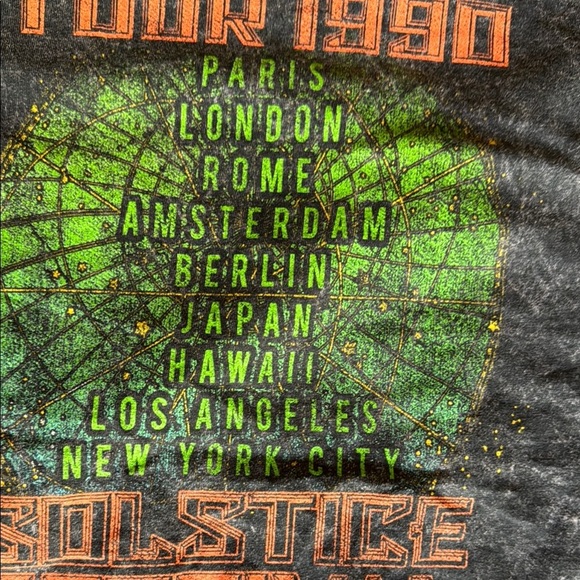 TOUR 1990
PARIS
LONDON
ROME
AMSTERDAM
BERLIN
JAPAN
HAWAII
LOS ANGELES
NEW YORK CITY
SOLSTICE